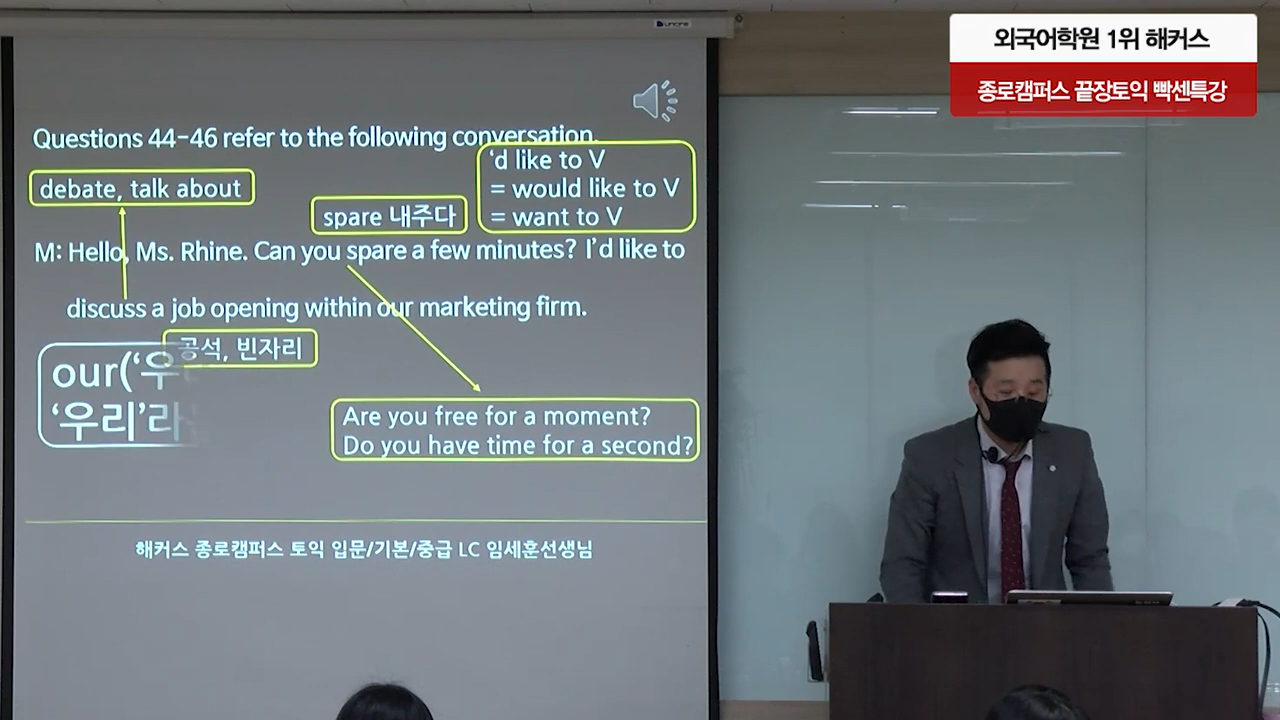 외국어학원 1위 해커스
종로캠퍼스 끝장토익 빡센특강
Questions 44-46 refer to the following conversation.
'd like to V
= would like to V
= want to V
debate, talk about
spare 내주다
M: Hello, Ms. Rhine. Can you spare a few minutes? I'd like to
discuss a job opening within our marketing firm.
공석, 빈자리
our('우
'우리'라
Are you free for a moment?
Do you have time for a second?
해커스 종로캠퍼스 토익 입문/기본/중급 LC 임세훈선생님